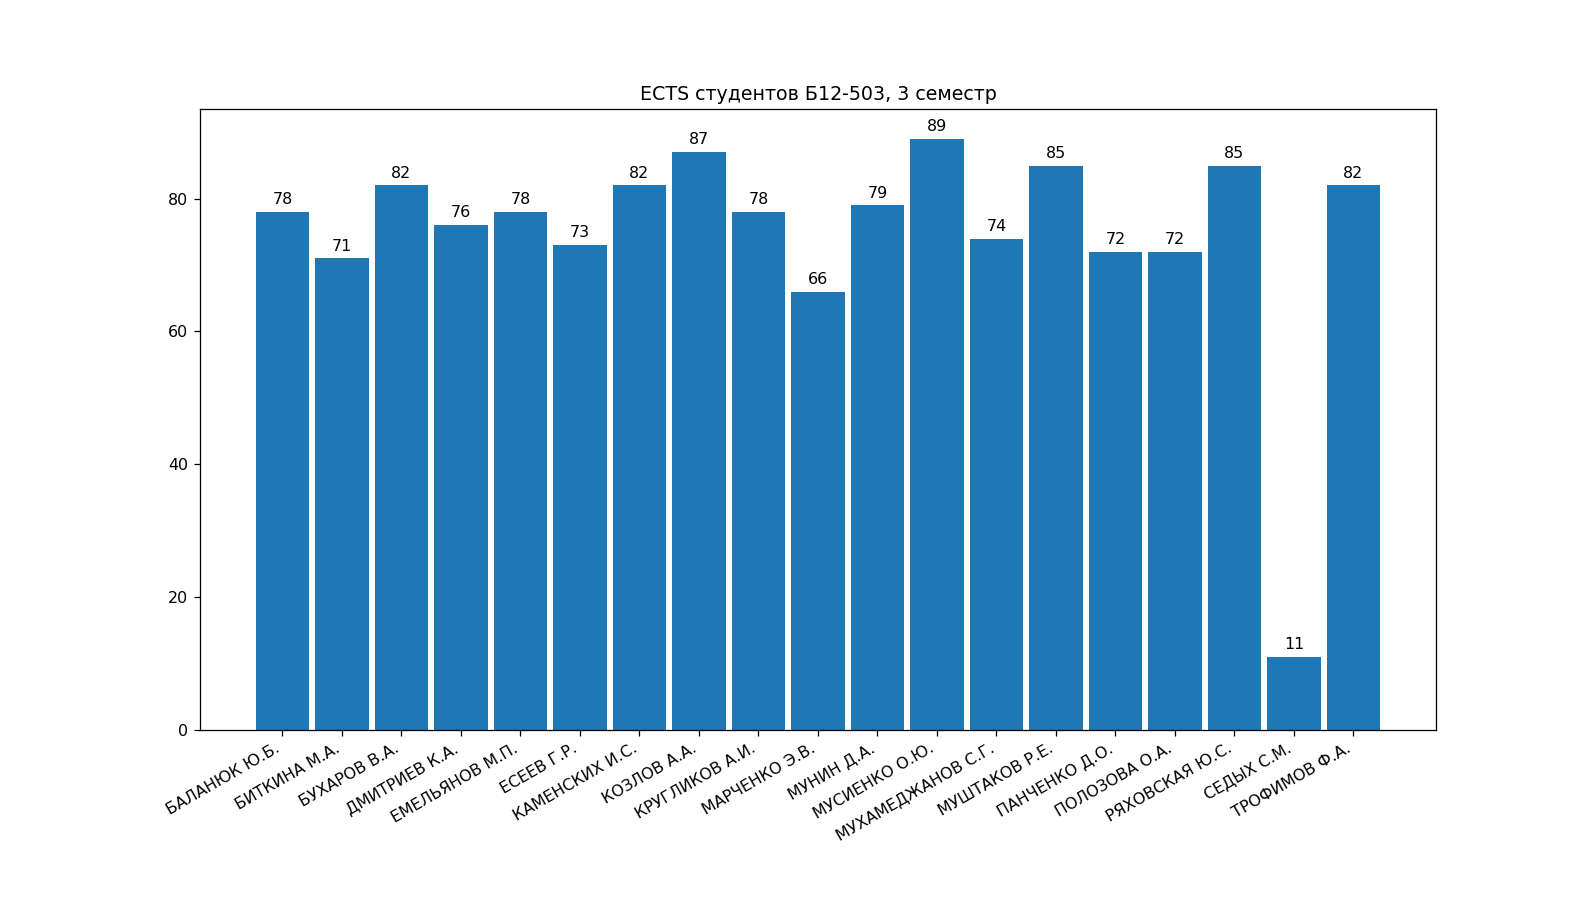 ECTS студентов Б12-503, 3 семестр
89
87
85
85
82
82
82
80
78
76
78
78
79
74
73
72
72
71
66
60
40
20
11
0
БАЛАНЮК Ю.Б.
БИТКИНА М.А.
БУХАРОВ В.А.
ДМИТРИЕВ К.А.
ЕМЕЛЬЯНОВ М.П.
ЕСЕЕВ Г.Р.
КАМЕНСКИХ И.С.
КОЗЛОВ А.А.
КРУГЛИКОВ А.И.
МАРЧЕНКО Э.В.
МУНИН Д.А.
МУСИЕНКО О.Ю.
МУХАМЕДЖАНОВ С.Г.
МУШТАКОВ Р.Е.
ПАНЧЕНКО Д.О.
ПОЛОЗОВА О.А.
РЯХОВСКАЯ Ю.С.
СЕДЫХ С.М.
ТРОФИМОВ Ф.А.